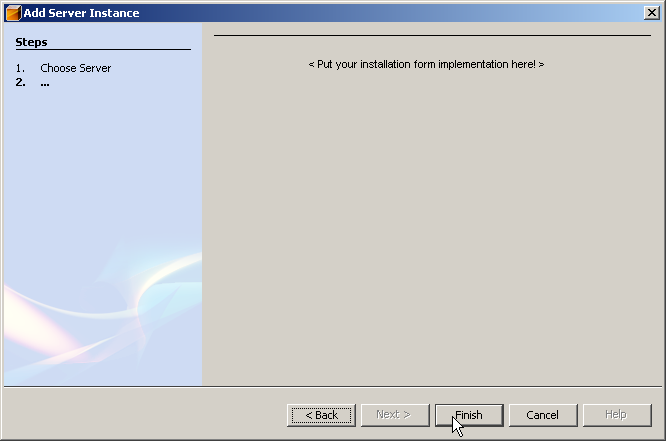 Add Server Instance
Steps
1. Choose Server
2. ...
< Put your installation form implementation here! >
< Back
Next >
Finish
Cancel
Help